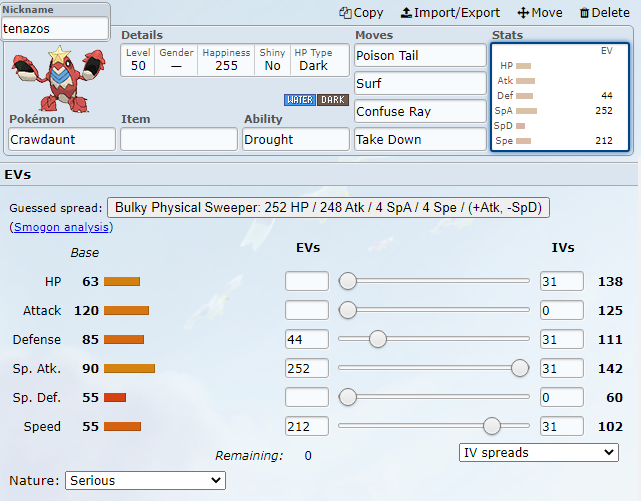 Nickname
tenazos
Copy Import/Export Move Delete
Details
Level Gender Happiness Shiny HP Type
50 — 255 No Dark
WATER DARK
Pokémon Item Ability
Crawdaunt Drought
Moves
Poison Tail
Surf
Confuse Ray
Take Down
Stats
EV
HP
Atk
Def 44
SpA 252
SpD
Spe 212
EVs
Guessed spread: Bulky Physical Sweeper: 252 HP / 248 Atk / 4 SpA / 4 Spe / (+Atk, -SpD)
(Smogon analysis)
Base EVs IVs
HP 63 31 138
Attack 120 0 125
Defense 85 44 31 111
Sp. Atk. 90 252 31 142
Sp. Def. 55 0 60
Speed 55 212 31 102
Remaining: 0 IV spreads
Nature: Serious